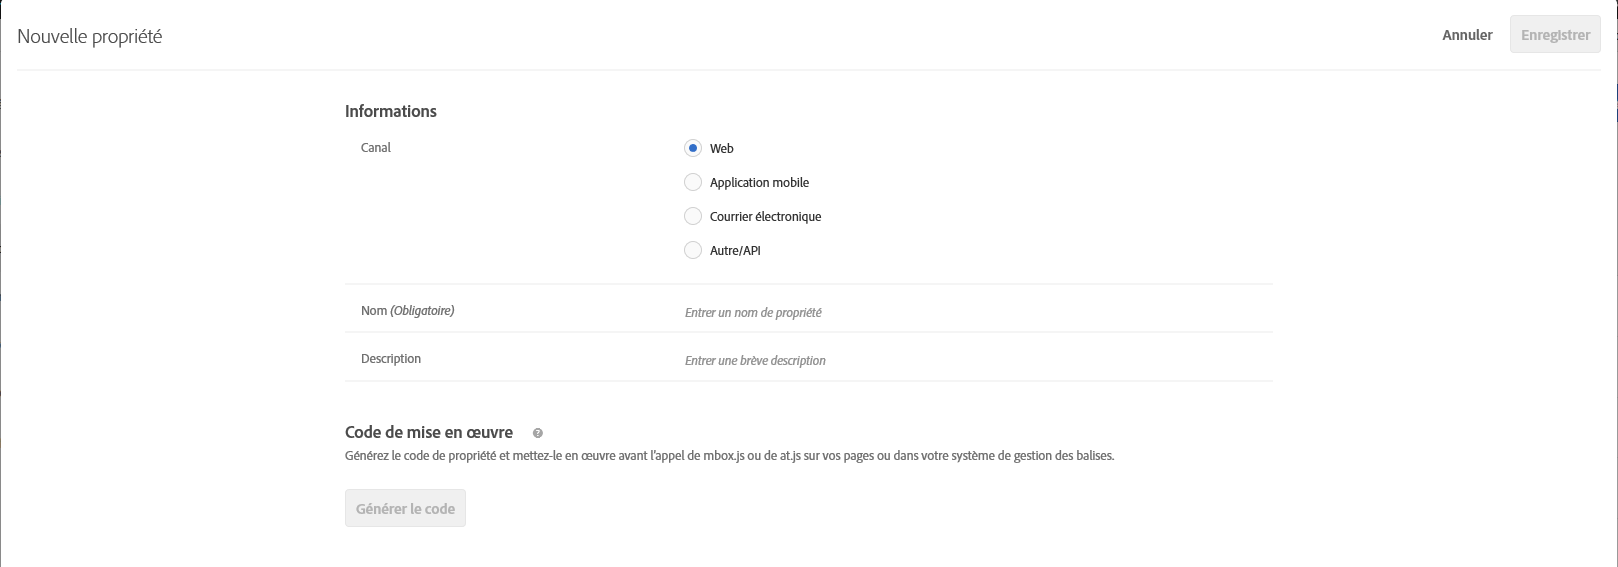 Nouvelle propriété
Annuler
Enregistrer
Informations
Canal
Web
Application mobile
Courrier électronique
Autre/API
Nom (Obligatoire)
Entrer un nom de propriété
Description
Entrer une brève description
Code de mise en œuvre
Générez le code de propriété et mettez-le en œuvre avant l'appel de mbox.js ou de at.js sur vos pages ou dans votre système de gestion des balises.
Générer le code